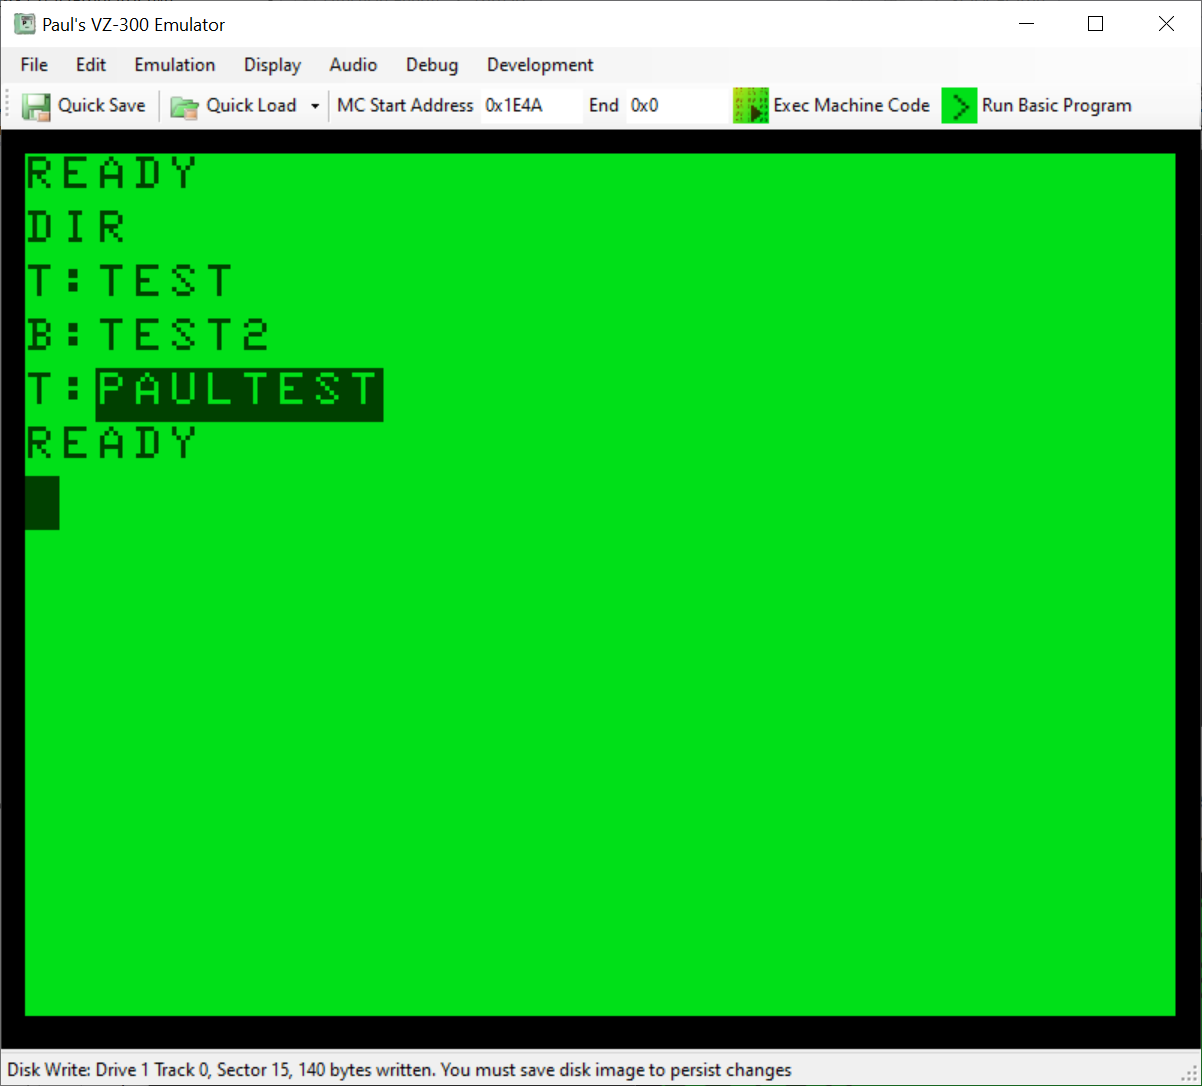 Paul's VZ-300 Emulator
File Edit Emulation Display Audio Debug Development
Quick Save Quick Load MC Start Address 0x1E4A End 0x0 Exec Machine Code Run Basic Program
READY
DIR
T:TEST
B:TEST2
T:PAULTEST
READY
Disk Write: Drive 1 Track 0, Sector 15, 140 bytes written. You must save disk image to persist changes